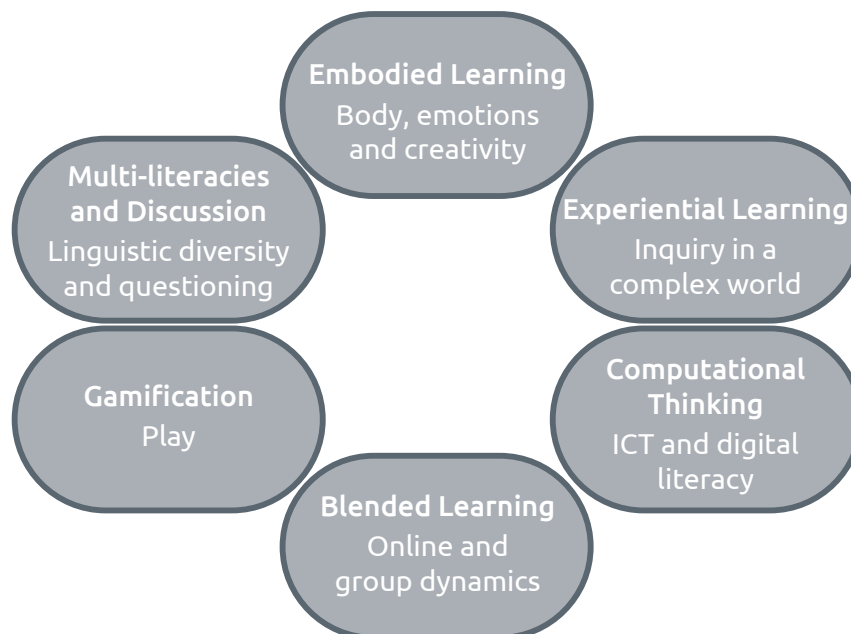 Embodied Learning
Body, emotions
and creativity
Multi-literacies
and Discussion
Linguistic diversity
and questioning
Experiential Learning
Inquiry in a
complex world
Gamification
Play
Computational
Thinking
ICT and digital
literacy
Blended Learning
Online and
group dynamics